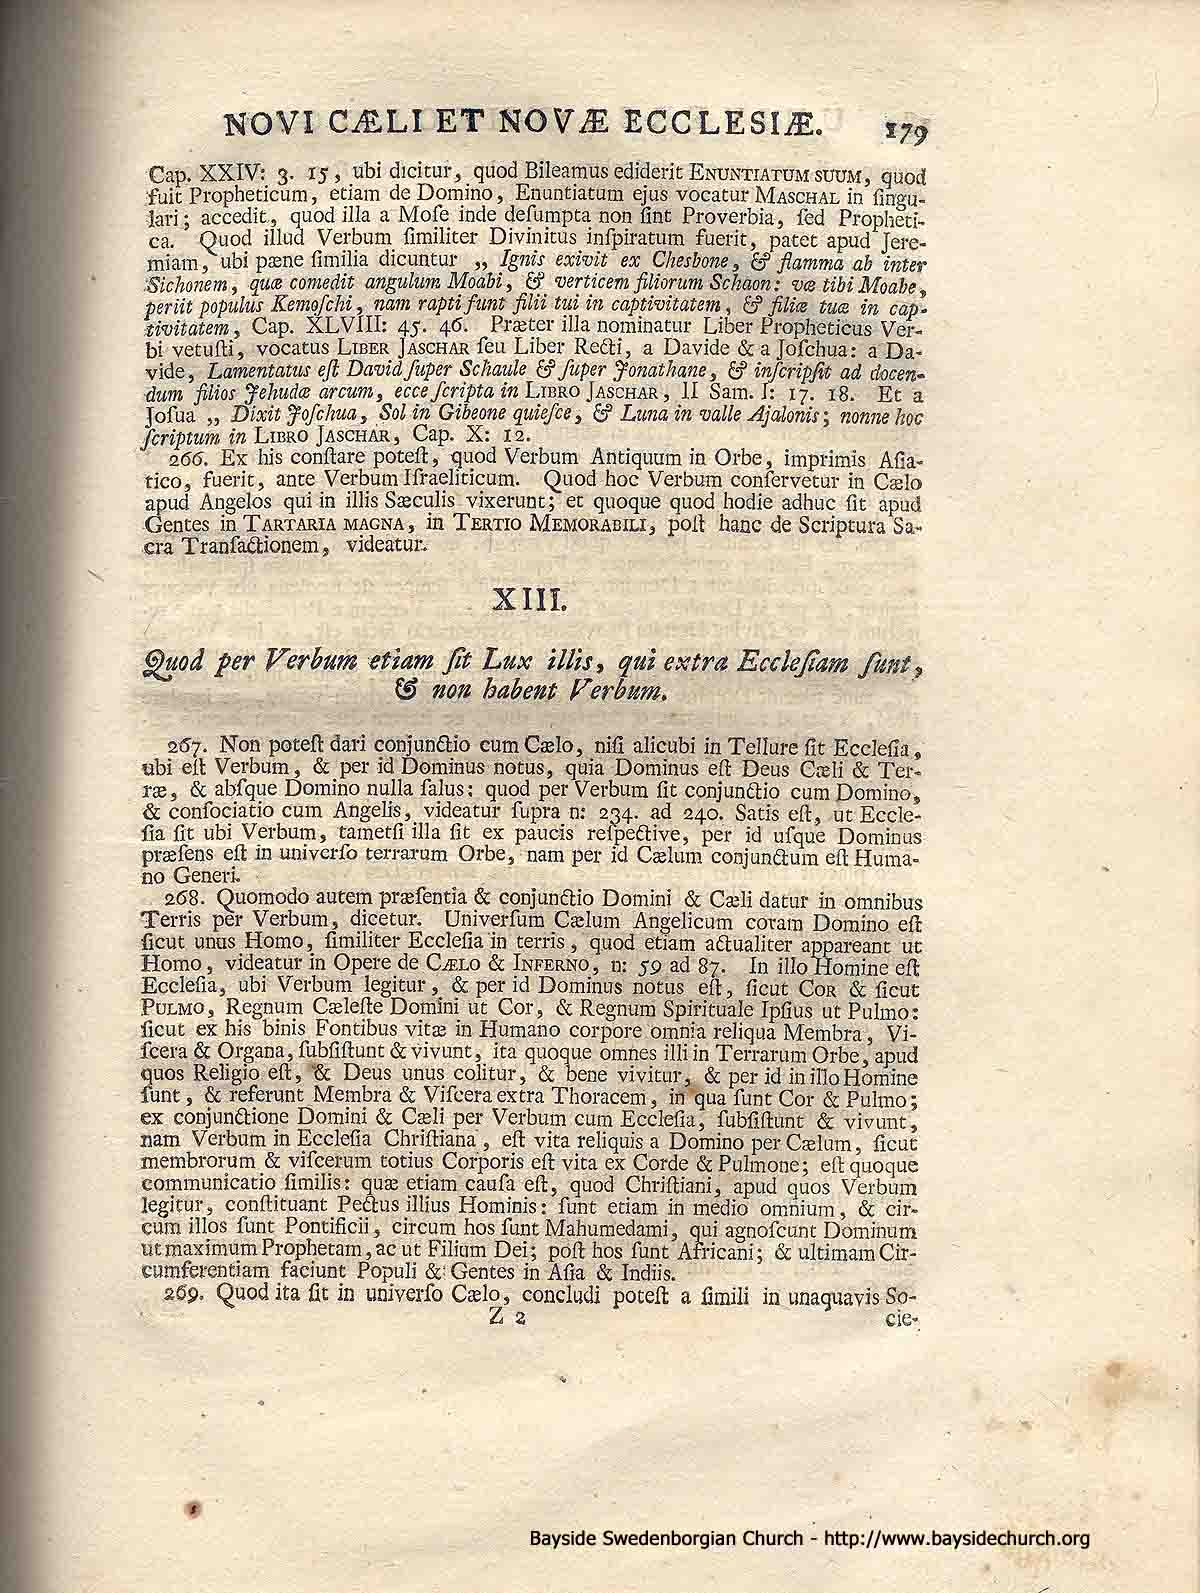 NOVI CÆLI ET NOVÆ ECCLESIÆ. 179
Cap. XXIV: 3. 15, ubi dicitur, quod Bileamus ediderit ENUNTIATUM SUUM, quod
fuit Propheticum, etiam de Domino, Enuntiatum ejus vocatur MASCHAL in ſingu-
lari; accedit, quod illa a Moſe inde deſumpta non ſint Proverbia, ſed Propheti-
ca. Quod illud Verbum ſimiliter Divinitus inſpiratum fuerit, patet apud Jere-
miam, ubi pæne ſimilia dicuntur „ Ignis exivit ex Chesbone, & flamma ab inter
Sichonem, quæ comedit angulum Moabi, & verticem filiorum Schaon: væ tibi Moabe,
periit populus Kemoſchi, nam rapti ſunt filii tui in captivitatem, & filiæ tuæ in cap-
tivitatem, Cap. XLVIII: 45. 46. Præter illa nominatur Liber Propheticus Ver-
bi vetuſti, vocatus LIBER JASCHAR ſeu Liber Recti, a Davide & a Joſchua: a Da-
vide, Lamentatus eſt David ſuper Schaule & ſuper Jonathane, & inſcripſit ad docen-
dum filios Jehudæ arcum, ecce ſcripta in LIBRO JASCHAR, II Sam. I: 17. 18. Et a
Joſua „ Dixit Joſchua, Sol in Gibeone quieſce, & Luna in valle Ajalonis; nonne hoc
ſcriptum in LIBRO JASCHAR, Cap. X: 12.
266. Ex his conſtare poteſt, quod Verbum Antiquum in Orbe, imprimis Aſia-
tico, fuerit, ante Verbum Iſraeliticum. Quod hoc Verbum conſervetur in Cælo
apud Angelos qui in illis Sæculis vixerunt; et quoque quod hodie adhuc ſit apud
Gentes in TARTARIA MAGNA, in TERTIO MEMORABILI, poſt hanc de Scriptura Sa-
cra Tranſactionem, videatur.
XIII.
Quod per Verbum etiam ſit Lux illis, qui extra Eccleſiam ſunt,
& non habent Verbum.
267. Non poteſt dari conjunctio cum Cælo, niſi alicubi in Tellure ſit Eccleſia,
ubi eſt Verbum, & per id Dominus notus, quia Dominus eſt Deus Cæli & Ter-
ræ, & abſque Domino nulla ſalus: quod per Verbum ſit conjunctio cum Domino,
& conſociatio cum Angelis, videatur ſupra n: 234. ad 240. Satis eſt, ut Eccle-
ſia ſit ubi Verbum, tametſi illa ſit ex paucis reſpective, per id uſque Dominus
præſens eſt in univerſo terrarum Orbe, nam per id Cælum conjunctum eſt Huma-
no Generi.
268. Quomodo autem præſentia & conjunctio Domini & Cæli datur in omnibus
Terris per Verbum, dicetur. Univerſum Cælum Angelicum coram Domino eſt
ſicut unus Homo, ſimiliter Eccleſia in terris, quod etiam actualiter appareant ut
Homo, videatur in Opere de CÆLO & INFERNO, n: 59 ad 87. In illo Homine eſt
Eccleſia, ubi Verbum legitur, & per id Dominus notus eſt, ſicut COR & ſicut
PULMO, Regnum Cæleſte Domini ut Cor, & Regnum Spirituale Ipſius ut Pulmo:
ſicut ex his binis Fontibus vitæ in Humano corpore omnia reliqua Membra, Vi-
ſcera & Organa, ſubſiſtunt & vivunt, ita quoque omnes illi in Terrarum Orbe, apud
quos Religio eſt, & Deus unus colitur, & bene vivitur, & per id in illo Homine
ſunt, & referunt Membra & Viſcera extra Thoracem, in qua ſunt Cor & Pulmo;
ex conjunctione Domini & Cæli per Verbum cum Eccleſia, ſubſiſtunt & vivunt,
nam Verbum in Eccleſia Chriſtiana, eſt vita reliquis a Domino per Cælum, ſicut
membrorum & viſcerum totius Corporis eſt vita ex Corde & Pulmone; eſt quoque
communicatio ſimilis: quæ etiam cauſa eſt, quod Chriſtiani, apud quos Verbum
legitur, conſtituant Pectus illius Hominis: ſunt etiam in medio omnium, & cir-
cum illos ſunt Pontificii, circum hos ſunt Mahumedami, qui agnoſcunt Dominum
ut maximum Prophetam, ac ut Filium Dei; poſt hos ſunt Africani; & ultimam Cir-
cumferentiam faciunt Populi & Gentes in Aſia & Indiis.
269. Quod ita ſit in univerſo Cælo, concludi poteſt a ſimili in unaquavis So-
Z 2 cie-
Bayside Swedenborgian Church - http://www.baysidechurch.org